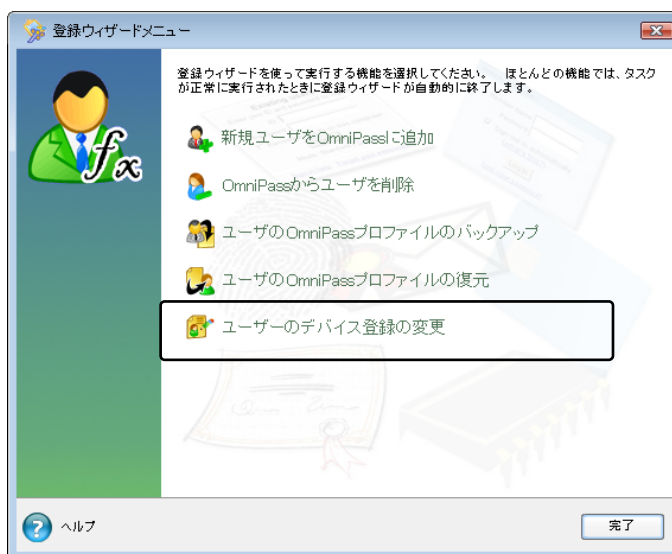 登録ウィザードメニュー
登録ウィザードを使って実行する機能を選択してください。 ほとんどの機能では、タスク
が正常に実行されたときに登録ウィザードが自動的に終了します。
fx
新規ユーザをOmniPassに追加
OmniPassからユーザを削除
ユーザのOmniPassプロファイルのバックアップ
ユーザのOmniPassプロファイルの復元
ユーザーのデバイス登録の変更
ヘルプ
完了